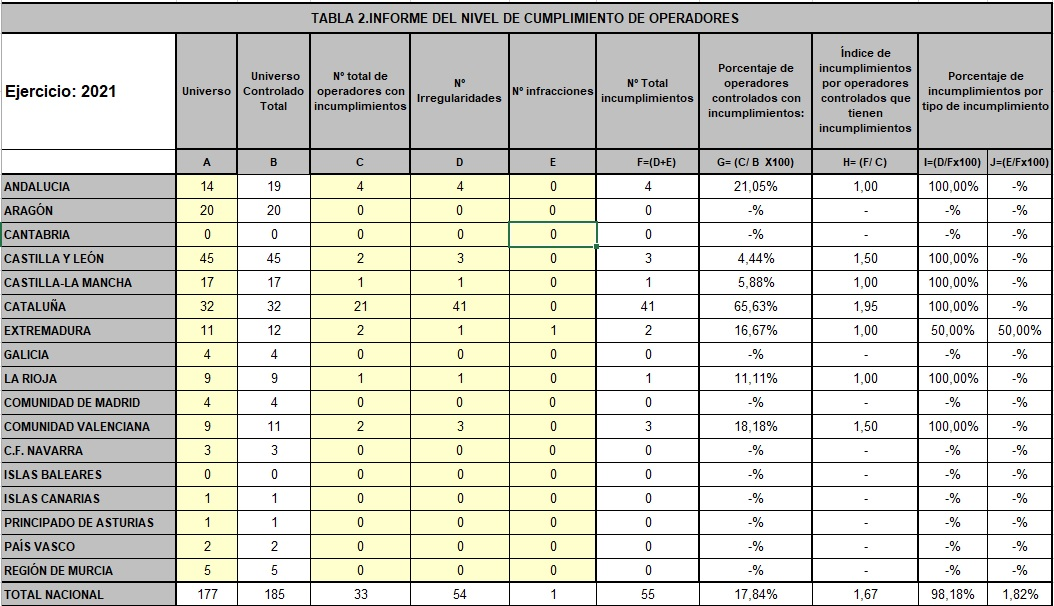 TABLA 2.INFORME DEL NIVEL DE CUMPLIMIENTO DE OPERADORES
Ejercicio: 2021
Universo
Universo
Controlado
Total
Nº total de
operadores con
incumplimientos
Nº
Irregularidades
Nº infracciones
Nº Total
incumplimientos
Porcentaje de
operadores
controlados con
incumplimientos:
Índice de
incumplimientos
por operadores
controlados que
tienen
incumplimientos
Porcentaje de
incumplimientos por
tipo de incumplimiento
A B C D E F=(D+E) G= (C/ B X100) H= (F/ C) I=(D/Fx100) J=(E/Fx100)
ANDALUCIA 14 19 4 4 0 4 21,05% 1,00 100,00% -%
ARAGÓN 20 20 0 0 0 0 -% - -% -%
CANTABRIA 0 0 0 0 0 0 -% - -% -%
CASTILLA Y LEÓN 45 45 2 3 0 3 4,44% 1,50 100,00% -%
CASTILLA-LA MANCHA 17 17 1 1 0 1 5,88% 1,00 100,00% -%
CATALUÑA 32 32 21 41 0 41 65,63% 1,95 100,00% -%
EXTREMADURA 11 12 2 1 1 2 16,67% 1,00 50,00% 50,00%
GALICIA 4 4 0 0 0 0 -% - -% -%
LA RIOJA 9 9 1 1 0 1 11,11% 1,00 100,00% -%
COMUNIDAD DE MADRID 4 4 0 0 0 0 -% - -% -%
COMUNIDAD VALENCIANA 9 11 2 3 0 3 18,18% 1,50 100,00% -%
C.F. NAVARRA 3 3 0 0 0 0 -% - -% -%
ISLAS BALEARES 0 0 0 0 0 0 -% - -% -%
ISLAS CANARIAS 1 1 0 0 0 0 -% - -% -%
PRINCIPADO DE ASTURIAS 1 1 0 0 0 0 -% - -% -%
PAÍS VASCO 2 2 0 0 0 0 -% - -% -%
REGIÓN DE MURCIA 5 5 0 0 0 0 -% - -% -%
TOTAL NACIONAL 177 185 33 54 1 55 17,84% 1,67 98,18% 1,82%